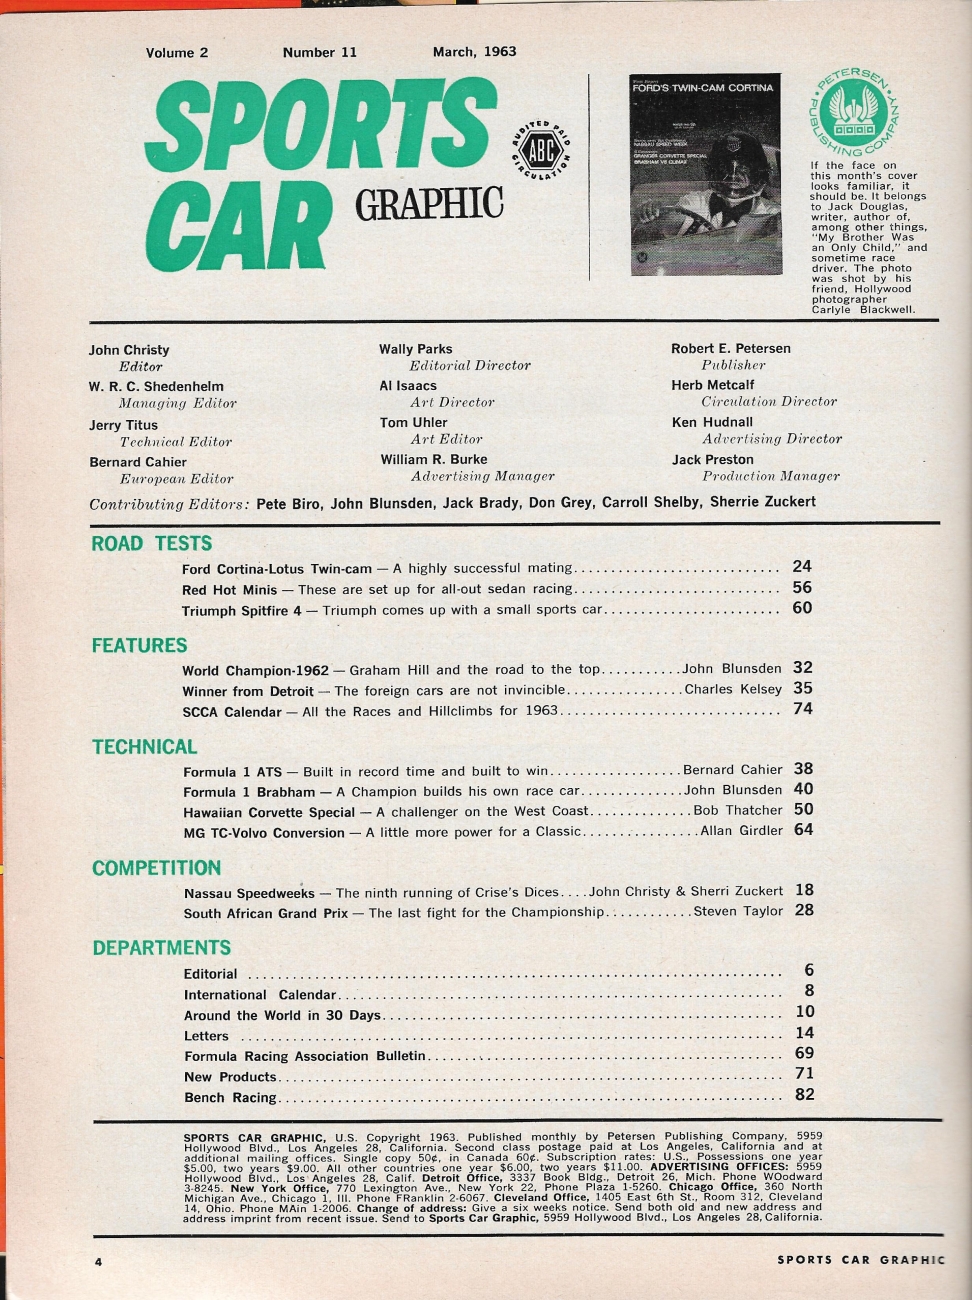 Volume 2 Number 11 March, 1963
SPORTS
CAR GRAPHIC
AUDITED PAID
ABC
CIRCULATION
FORD'S TWIN-CAM CORTINA
NASSAU SPEED WEEK
GRANGER CORVETTE SPECIAL
PETERSEN
PUBLISHING COMPANY
If the face on
this month's cover
looks familiar, it
should be. It belongs
to Jack Douglas,
writer, author of,
among other things,
"My Brother Was
an Only Child," and
sometime race
driver. The photo
was shot by his
friend, Hollywood
photographer
Carlyle Blackwell.
John Christy
Editor
W. R. C. Shedenhelm
Managing Editor
Jerry Titus
Technical Editor
Bernard Cahier
European Editor
Wally Parks
Editorial Director
Al Isaacs
Art Director
Tom Uhler
Art Editor
William R. Burke
Advertising Manager
Robert E. Petersen
Publisher
Herb Metcalf
Circulation Director
Ken Hudnall
Advertising Director
Jack Preston
Production Manager
Contributing Editors: Pete Biro, John Blunsden, Jack Brady, Don Grey, Carroll Shelby, Sherrie Zuckert
ROAD TESTS
Ford Cortina-Lotus Twin-cam — A highly successful mating........................... 24
Red Hot Minis — These are set up for all-out sedan racing........................... 56
Triumph Spitfire 4 — Triumph comes up with a small sports car....................... 60
FEATURES
World Champion-1962 — Graham Hill and the road to the top..........John Blunsden 32
Winner from Detroit — The foreign cars are not invincible...............Charles Kelsey 35
SCCA Calendar — All the Races and Hillclimbs for 1963............................. 74
TECHNICAL
Formula 1 ATS — Built in record time and built to win.................Bernard Cahier 38
Formula 1 Brabham — A Champion builds his own race car.............John Blunsden 40
Hawaiian Corvette Special — A challenger on the West Coast.............Bob Thatcher 50
MG TC-Volvo Conversion — A little more power for a Classic...............Allan Girdler 64
COMPETITION
Nassau Speedweeks — The ninth running of Crise's Dices....John Christy & Sherri Zuckert 18
South African Grand Prix — The last fight for the Championship...........Steven Taylor 28
DEPARTMENTS
Editorial ......................................................... 6
International Calendar............................................... 8
Around the World in 30 Days.......................................... 10
Letters .......................................................... 14
Formula Racing Association Bulletin..................................... 69
New Products...................................................... 71
Bench Racing...................................................... 82
SPORTS CAR GRAPHIC, U.S. Copyright 1963. Published monthly by Petersen Publishing Company, 5959
Hollywood Blvd., Los Angeles 28, California. Second class postage paid at Los Angeles, California and at
additional mailing offices. Single copy 50¢, in Canada 60¢. Subscription rates: U.S., Possessions one year
$5.00, two years $9.00. All other countries one year $6.00, two years $11.00. ADVERTISING OFFICES: 5959
Hollywood Blvd., Los Angeles 28, Calif. Detroit Office, 3337 Book Bldg., Detroit 26, Mich. Phone WOodward
3-8245. New York Office, 770 Lexington Ave., New York 22, Phone Plaza 1-5260. Chicago Office, 360 North
Michigan Ave., Chicago 1, Ill. Phone FRanklin 2-6067. Cleveland Office, 1405 East 6th St., Room 312, Cleveland
14, Ohio. Phone MAin 1-2006. Change of address: Give a six weeks notice. Send both old and new address and
address imprint from recent issue. Send to Sports Car Graphic, 5959 Hollywood Blvd., Los Angeles 28, California.
4 SPORTS CAR GRAPHIC